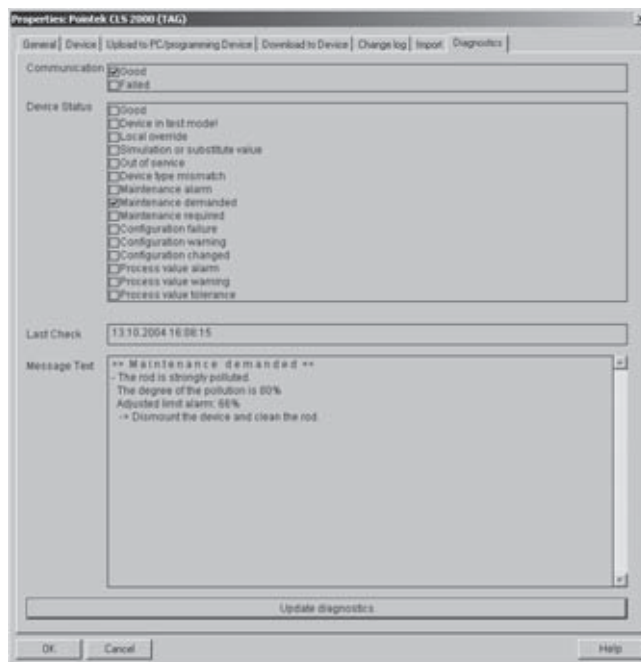 Properties: Pointek CLS 2000 (TAG)
General Device Upload to PC/programming Device Download to Device Change log Import Diagnostics
Communication Good
Failed
Device Status Good
Device in test mode!
Local override
Simulation or substitute value
Out of service
Device type mismatch
Maintenance alarm
Maintenance demanded
Maintenance required
Configuration failure
Configuration warning
Configuration changed
Process value alarm
Process value warning
Process value tolerance
Last Check 13.10.2004 16:08:15
Message Text ** Maintenance demanded **
- The rod is strongly polluted.
The degree of the pollution is 80%
Adjusted limit alarm: 66%
-> Dismount the device and clean the rod.
Update diagnostics
OK Cancel Help